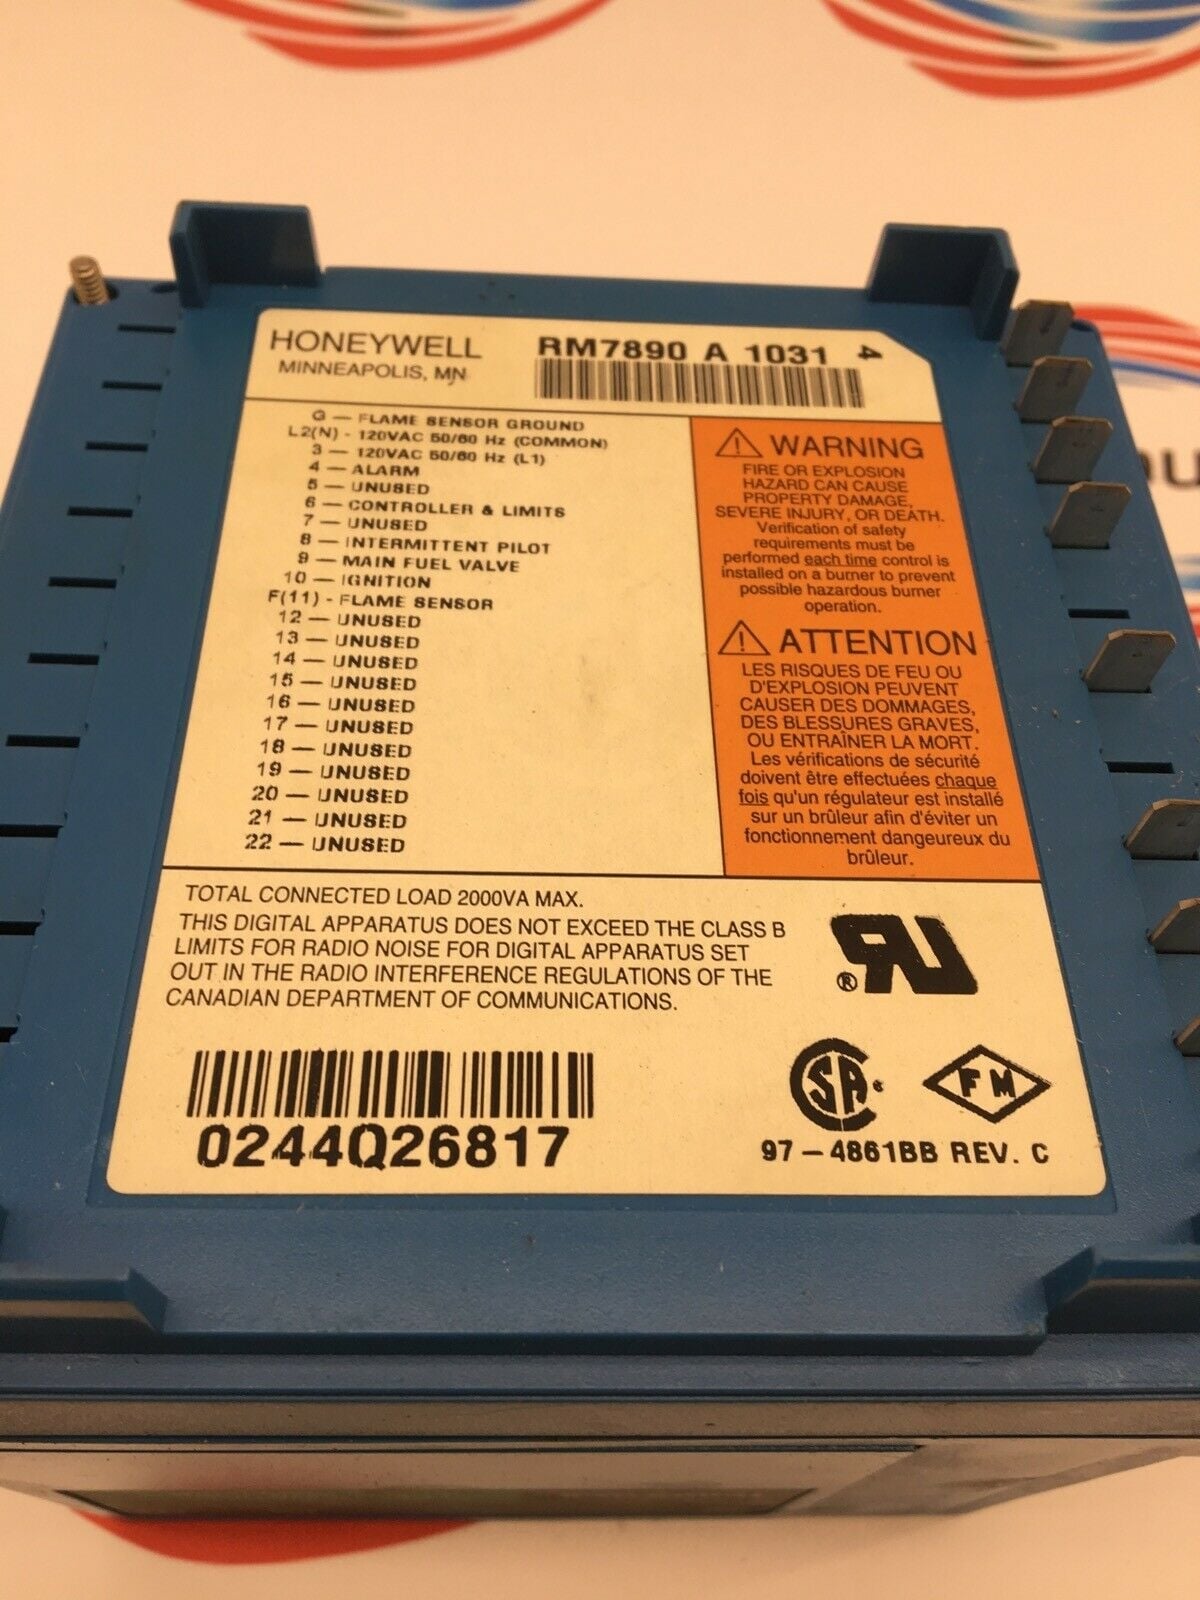 HONEYWELL
MINNEAPOLIS, MN
RM7890 A 1031 4
G — FLAME SENSOR GROUND
L2(N) - 120VAC 50/60 Hz (COMMON)
3 — 120VAC 50/60 Hz (L1)
4 — ALARM
5 — UNUSED
6 — CONTROLLER & LIMITS
7 — UNUSED
8 — INTERMITTENT PILOT
9 — MAIN FUEL VALVE
10 — IGNITION
F(11) - FLAME SENSOR
12 — UNUSED
13 — UNUSED
14 — UNUSED
15 — UNUSED
16 — UNUSED
17 — UNUSED
18 — UNUSED
19 — UNUSED
20 — UNUSED
21 — UNUSED
22 — UNUSED
⚠ WARNING
FIRE OR EXPLOSION
HAZARD CAN CAUSE
PROPERTY DAMAGE,
SEVERE INJURY, OR DEATH.
Verification of safety
requirements must be
performed each time control is
installed on a burner to prevent
possible hazardous burner
operation.
⚠ ATTENTION
LES RISQUES DE FEU OU
D'EXPLOSION PEUVENT
CAUSER DES DOMMAGES,
DES BLESSURES GRAVES,
OU ENTRAÎNER LA MORT.
Les vérifications de sécurité
doivent être effectuées chaque
fois qu'un régulateur est installé
sur un brûleur afin d'éviter un
fonctionnement dangeureux du
brûleur.
TOTAL CONNECTED LOAD 2000VA MAX.
THIS DIGITAL APPARATUS DOES NOT EXCEED THE CLASS B
LIMITS FOR RADIO NOISE FOR DIGITAL APPARATUS SET
OUT IN THE RADIO INTERFERENCE REGULATIONS OF THE
CANADIAN DEPARTMENT OF COMMUNICATIONS.
RU ®
SA ®
FM
0244Q26817
97-4861BB REV. C